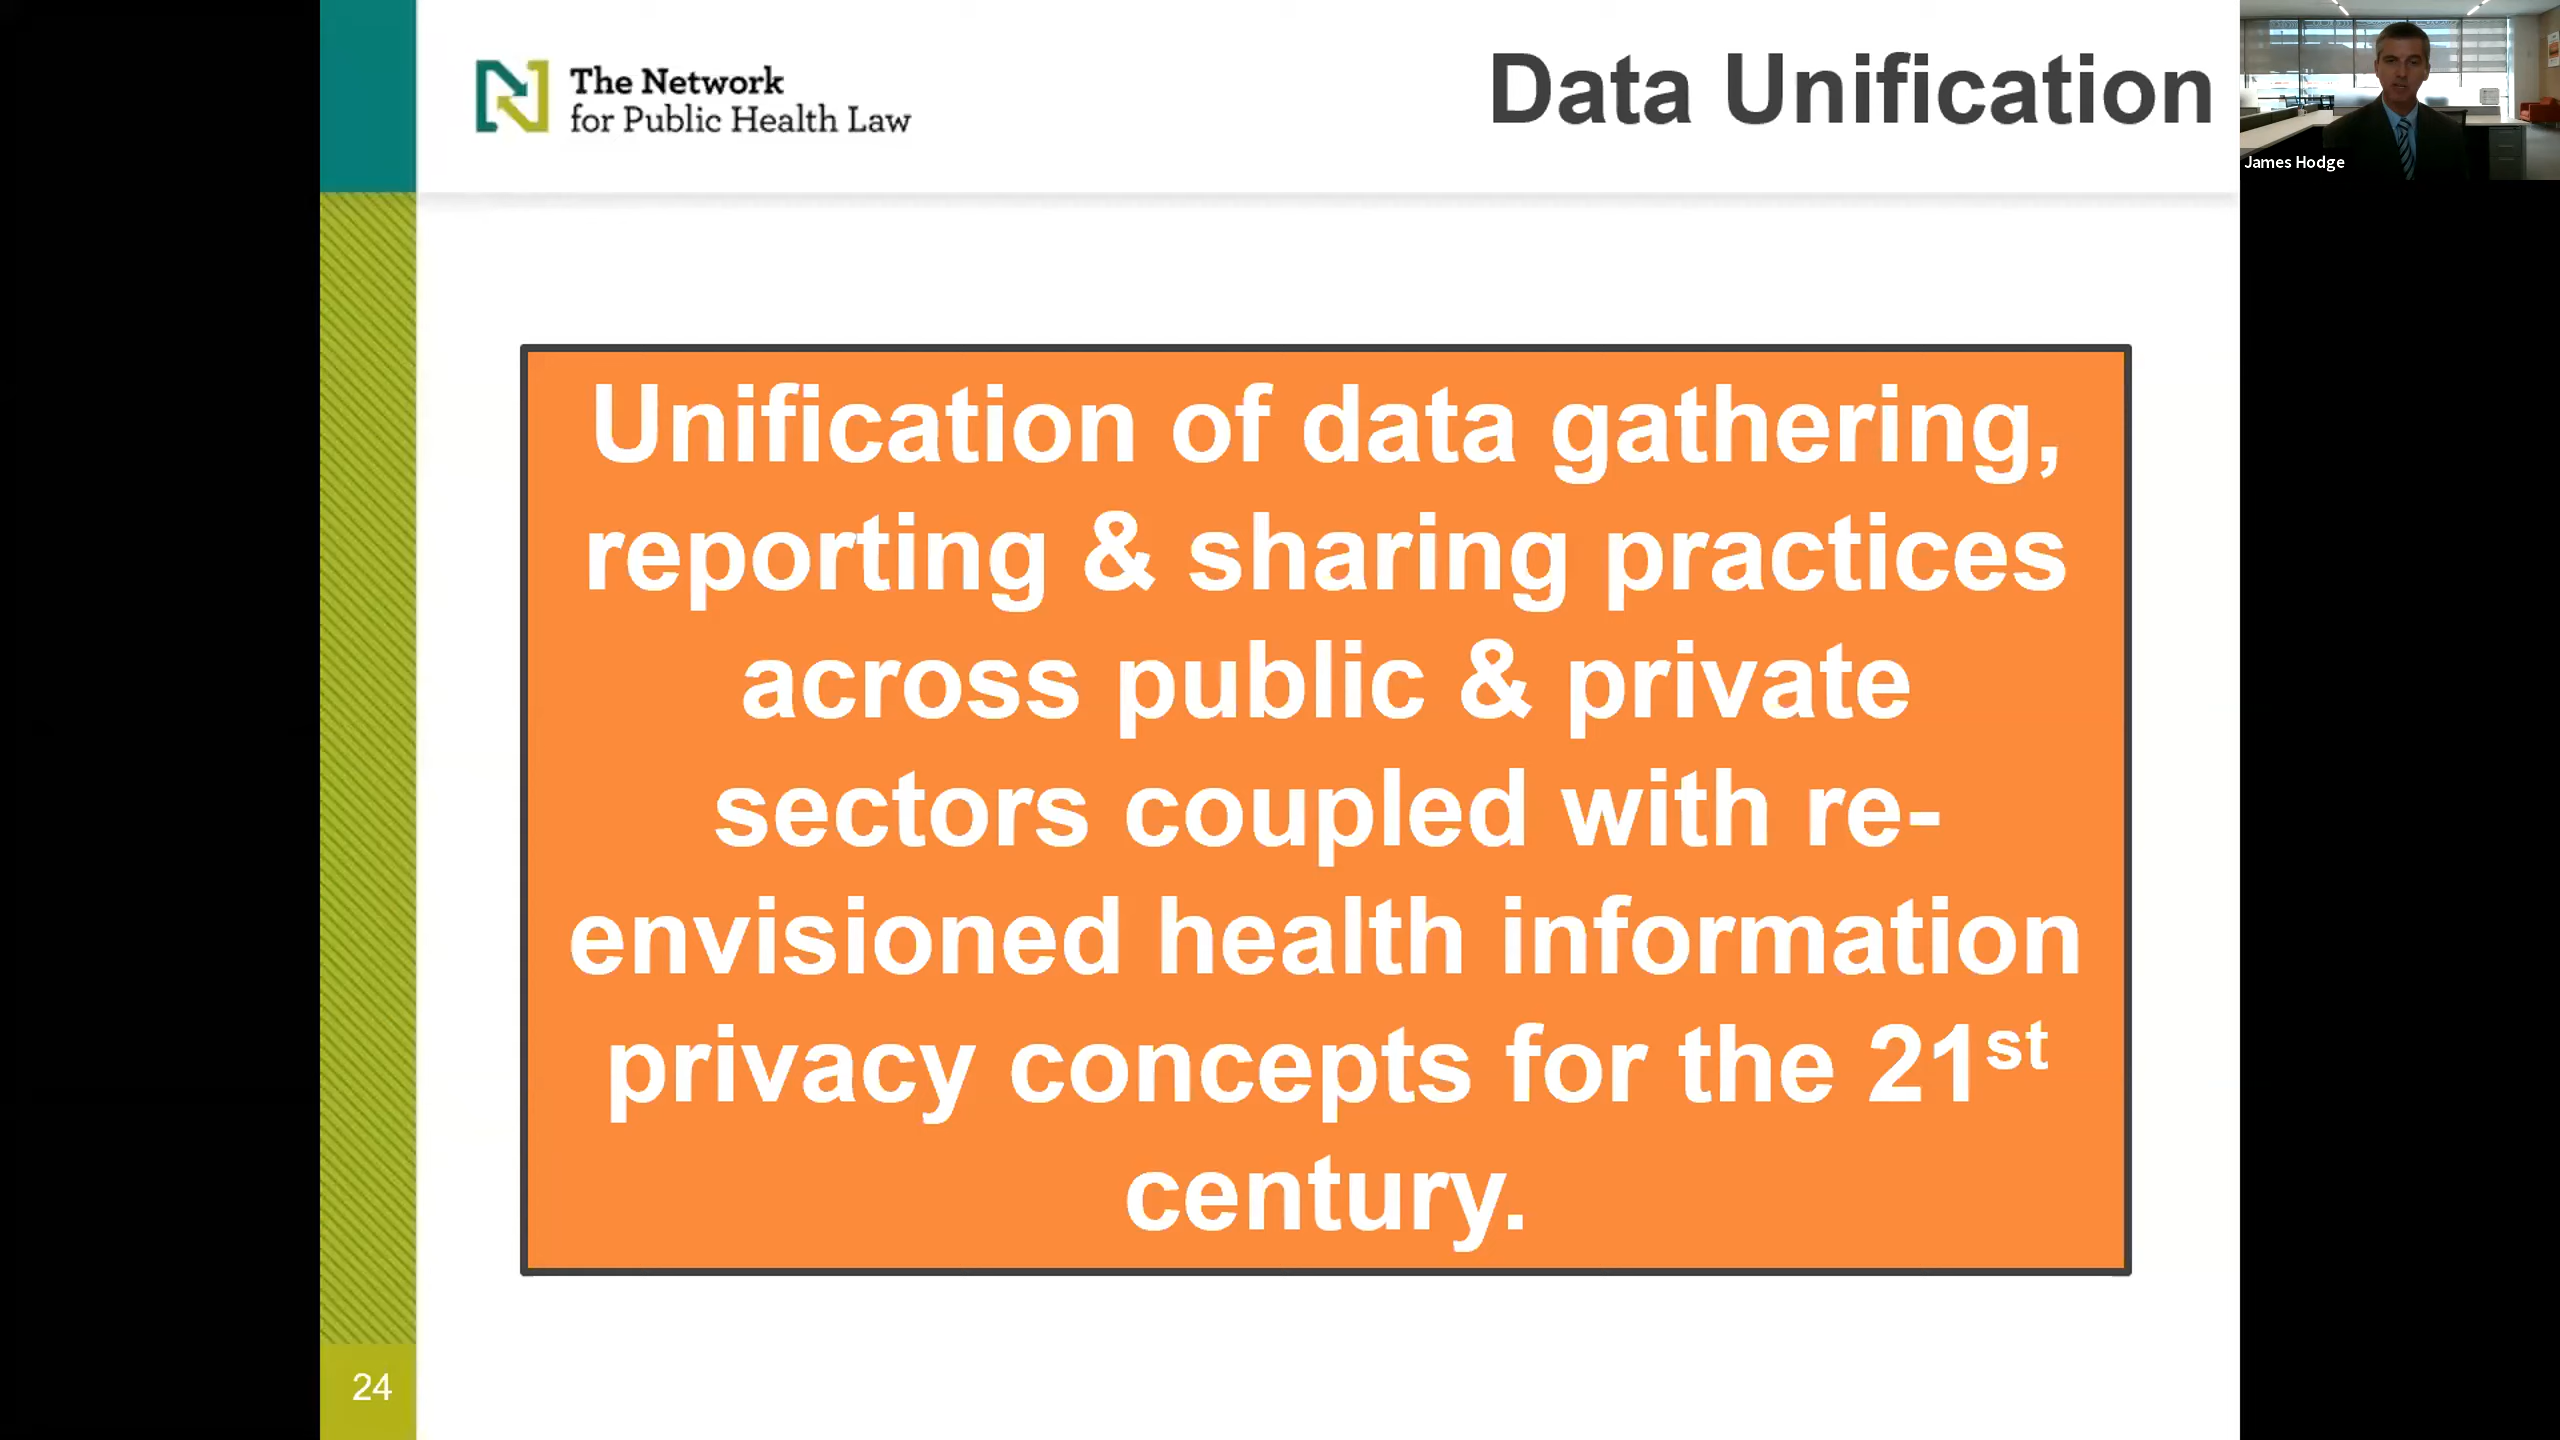 The Network
for Public Health Law
Data Unification
James Hodge
Unification of data gathering,
reporting & sharing practices
across public & private
sectors coupled with re-
envisioned health information
privacy concepts for the 21st
century.
24